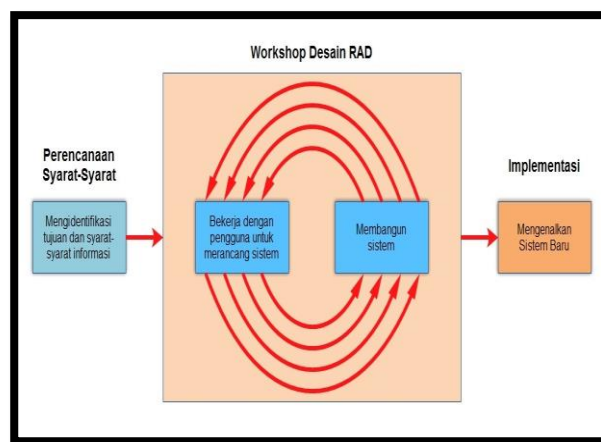 Workshop Desain RAD
Perencanaan
Syarat-Syarat
Mengidentifikasi
tujuan dan syarat-
syarat informasi
Bekerja dengan
pengguna untuk
merancang sistem
Membangun
sistem
Implementasi
Mengenalkan
Sistem Baru